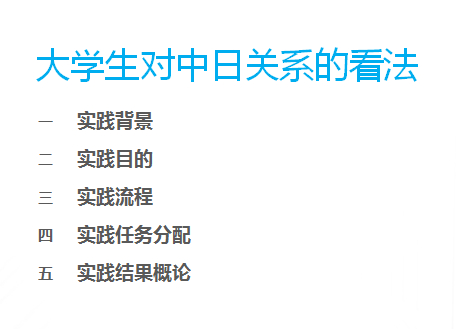 大学生对中日关系的看法
一 实践背景
二 实践目的
三 实践流程
四 实践任务分配
五 实践结果概论